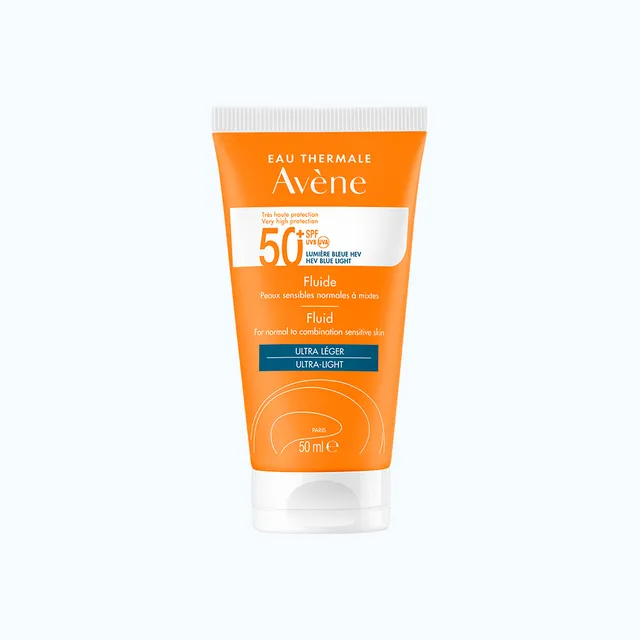 EAU THERMALE
Avène
Très haute protection
Very high protection
50+ SPF
UVB UVA
LUMIÈRE BLEUE HEV
HEV BLUE LIGHT
Fluide
Peaux sensibles normales à mixtes
Fluid
For normal to combination sensitive skin
ULTRA LÉGER
ULTRA-LIGHT
PARIS
50 ml ℮